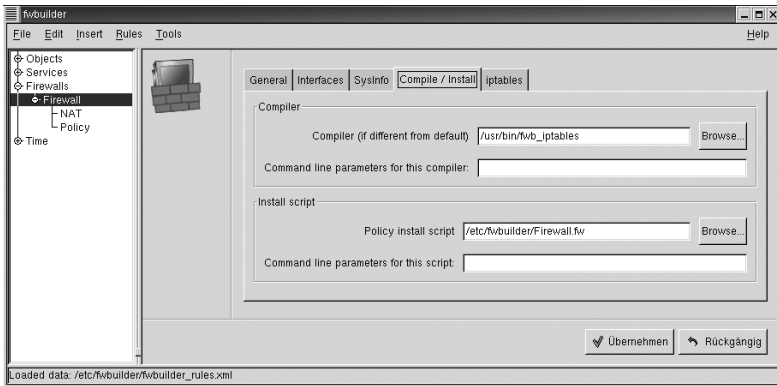 fwbuilder
File Edit Insert Rules Tools Help
Objects
Services
Firewalls
Firewall
NAT
Policy
Time
General Interfaces SysInfo Compile / Install iptables
Compiler
Compiler (if different from default) /usr/bin/fwb_iptables Browse...
Command line parameters for this compiler:
Install script
Policy install script /etc/fwbuilder/Firewall.fw Browse...
Command line parameters for this script:
Übernehmen Rückgängig
Loaded data: /etc/fwbuilder/fwbuilder_rules.xml